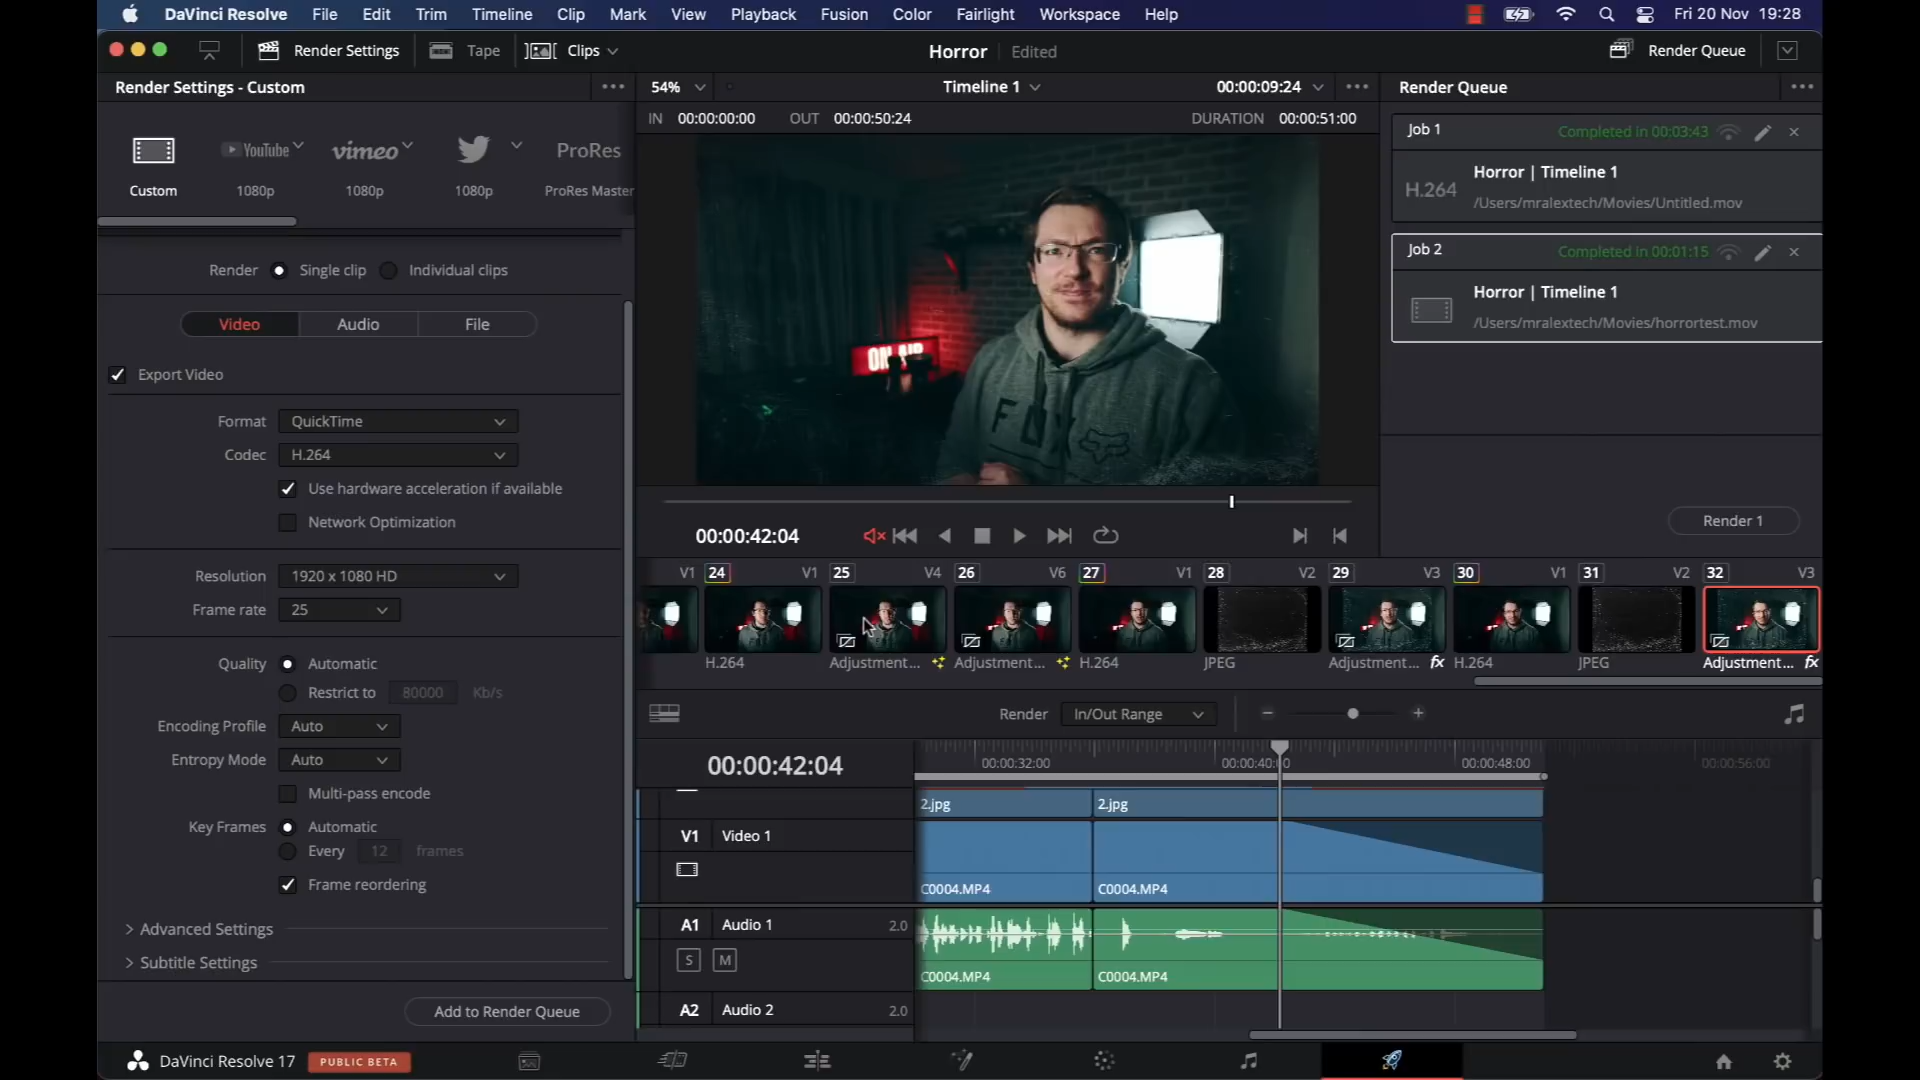 DaVinci Resolve File Edit Trim Timeline Clip Mark View Playback Fusion Color Fairlight Workspace Help Fri 20 Nov 19:28
Render Settings Tape Clips Horror Edited Render Queue
Render Settings - Custom
54% Timeline 1 00:00:09:24
Render Queue
IN 00:00:00:00 OUT 00:00:50:24 DURATION 00:00:51:00
YouTube vimeo ProRes
Custom 1080p 1080p 1080p ProRes Master
Render Single clip Individual clips
Video Audio File
Export Video
Format QuickTime
Codec H.264
Use hardware acceleration if available
Network Optimization
Resolution 1920 x 1080 HD
Frame rate 25
Quality Automatic
Restrict to 80000 Kb/s
Encoding Profile Auto
Entropy Mode Auto
Multi-pass encode
Key Frames Automatic
Every 12 frames
Frame reordering
Advanced Settings
Subtitle Settings
Add to Render Queue
ON AIR
FOX
Job 1 Completed in 00:03:43
H.264 Horror | Timeline 1
/Users/mralextech/Movies/Untitled.mov
Job 2 Completed in 00:01:15
Horror | Timeline 1
/Users/mralextech/Movies/horrortest.mov
Render 1
00:00:42:04
V1 24 V1 25 V4 26 V6 27 V1 28 V2 29 V3 30 V1 31 V2 32 V3
H.264 Adjustment... Adjustment... H.264 JPEG Adjustment... fx H.264 JPEG Adjustment... fx
Render In/Out Range
00:00:42:04
00:00:32:00 00:00:40:00 00:00:48:00 00:00:56:00
2.jpg 2.jpg
V1 Video 1
C0004.MP4 C0004.MP4
A1 Audio 1 2.0
S M
C0004.MP4 C0004.MP4
A2 Audio 2 2.0
DaVinci Resolve 17 PUBLIC BETA